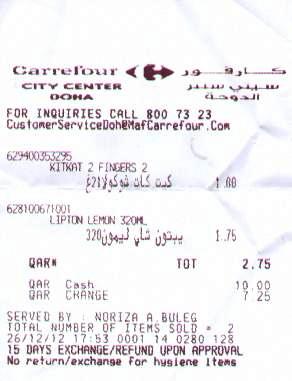 Carrefour كارفور
CITY CENTER سيتي سنتر
DOHA الدوحة
FOR INQUIRIES CALL 800 73 23
CustomerServiceDoh@MafCarrefour.Com
629400353295
KITKAT 2 FINGERS 2 كيت كات شوكولا21غ 1.00
628100671001
LIPTON LEMON 320ML
ليبتون شاي ليمون320 1.75
QAR* TOT 2.75
QAR Cash 10.00
QAR CHANGE 7.25
SERVED BY : NORIZA A.BULEG
TOTAL NUMBER OF ITEMS SOLD = 2
26/12/12 17:53 0001 14 0280 128
15 DAYS EXCHANGE/REFUND UPON APPROVAL
No return/exchange for hygiene items